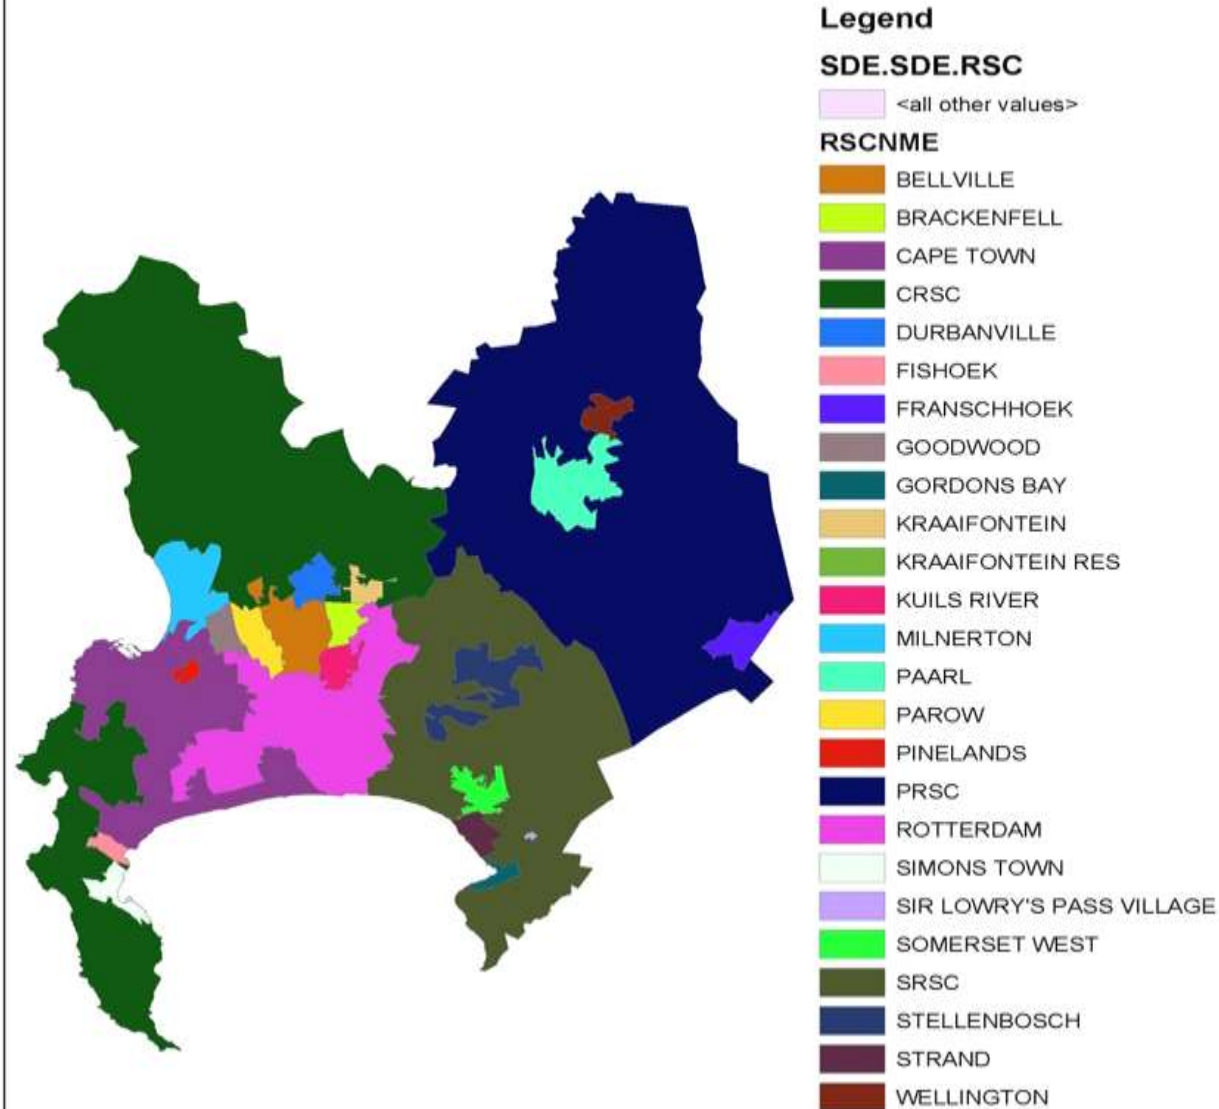 Legend
SDE.SDE.RSC
<all other values>
RSCNME
BELLVILLE
BRACKENFELL
CAPE TOWN
CRSC
DURBANVILLE
FISHOEK
FRANSCHHOEK
GOODWOOD
GORDONS BAY
KRAAIFONTEIN
KRAAIFONTEIN RES
KUILS RIVER
MILNERTON
PAARL
PAROW
PINELANDS
PRSC
ROTTERDAM
SIMONS TOWN
SIR LOWRY'S PASS VILLAGE
SOMERSET WEST
SRSC
STELLENBOSCH
STRAND
WELLINGTON